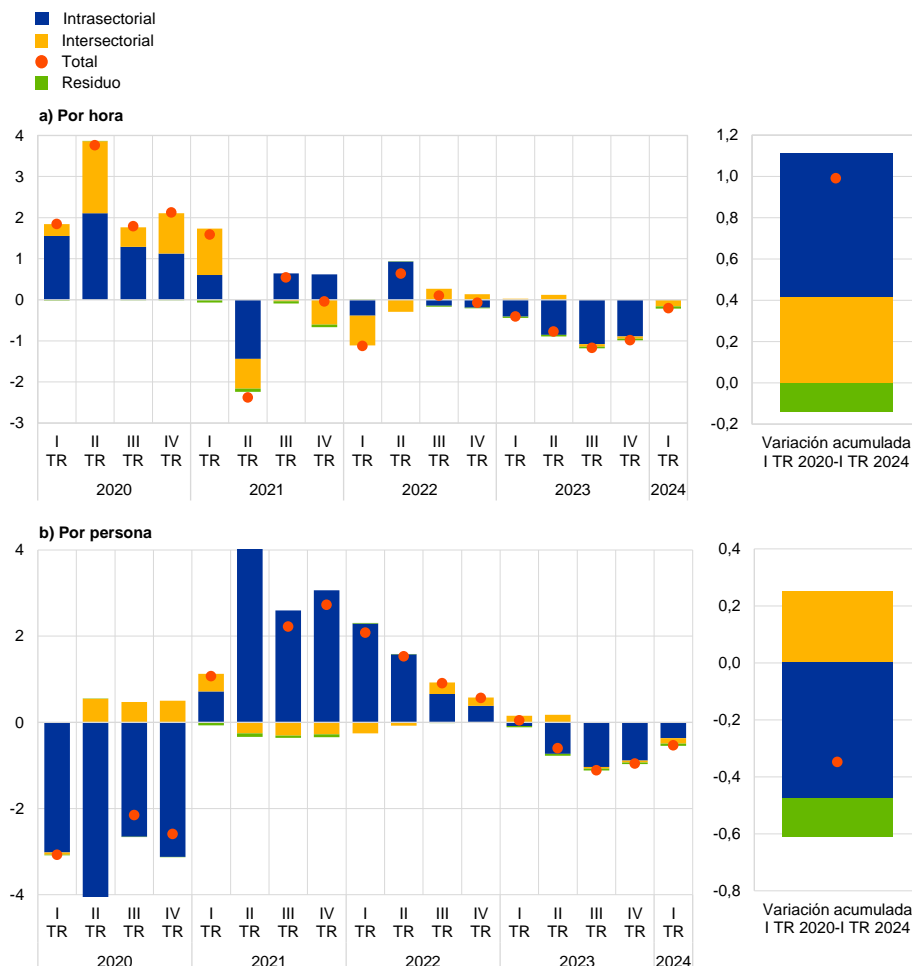 Intrasectorial
Intersectorial
Total
Residuo
a) Por hora
4
3
2
1
0
-1
-2
-3
I II III IV I II III IV I II III IV I II III IV I
TR TR TR TR TR TR TR TR TR TR TR TR TR TR TR TR TR
2020 2021 2022 2023 2024
1,2
1,0
0,8
0,6
0,4
0,2
0,0
-0,2
Variación acumulada
I TR 2020-I TR 2024
b) Por persona
4
2
0
-2
-4
I II III IV I II III IV I II III IV I II III IV I
TR TR TR TR TR TR TR TR TR TR TR TR TR TR TR TR TR
2020 2021 2022 2023 2024
0,4
0,2
0,0
-0,2
-0,4
-0,6
-0,8
Variación acumulada
I TR 2020-I TR 2024